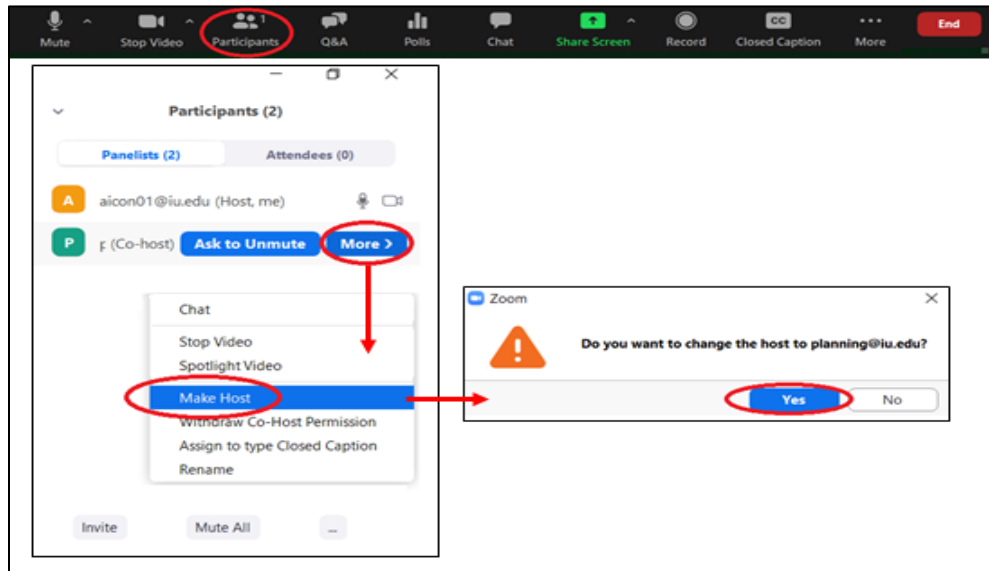 1
Mute Stop Video Participants Q&A Polls Chat Share Screen Record Closed Caption More End
CC
Participants (2)
Panelists (2) Attendees (0)
A aicon01@iu.edu (Host, me)
P (Co-host) Ask to Unmute More >
Chat
Stop Video
Spotlight Video
Make Host
Withdraw Co-Host Permission
Assign to type Closed Caption
Rename
Invite Mute All ...
Zoom
Do you want to change the host to planning@iu.edu?
Yes No